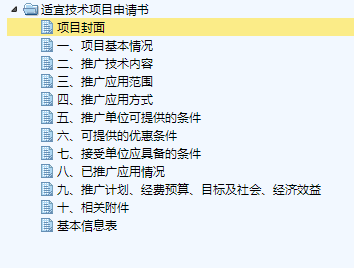 适宜技术项目申请书
项目封面
一、项目基本情况
二、推广技术内容
三、推广应用范围
四、推广应用方式
五、推广单位可提供的条件
六、可提供的优惠条件
七、接受单位应具备的条件
八、已推广应用情况
九、推广计划、经费预算、目标及社会、经济效益
十、相关附件
基本信息表